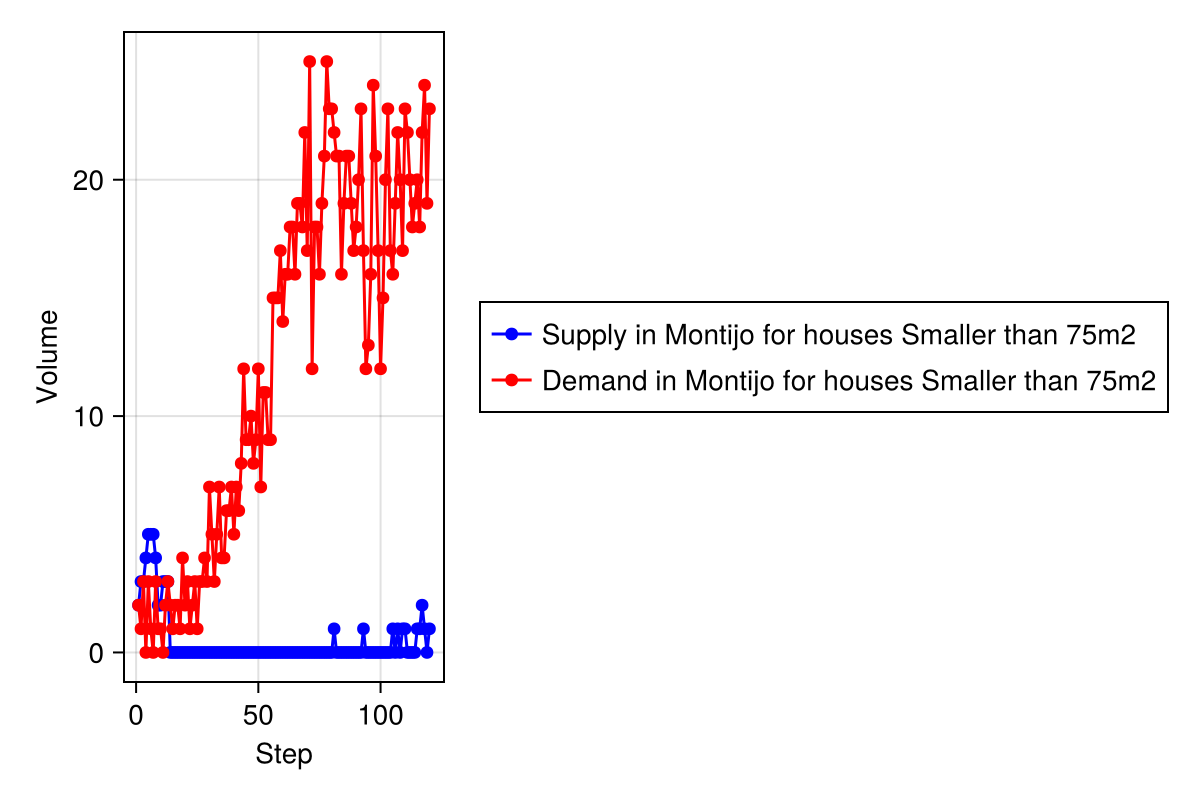 Volume
20
10
0
0 50 100
Step
Supply in Montijo for houses Smaller than 75m2
Demand in Montijo for houses Smaller than 75m2